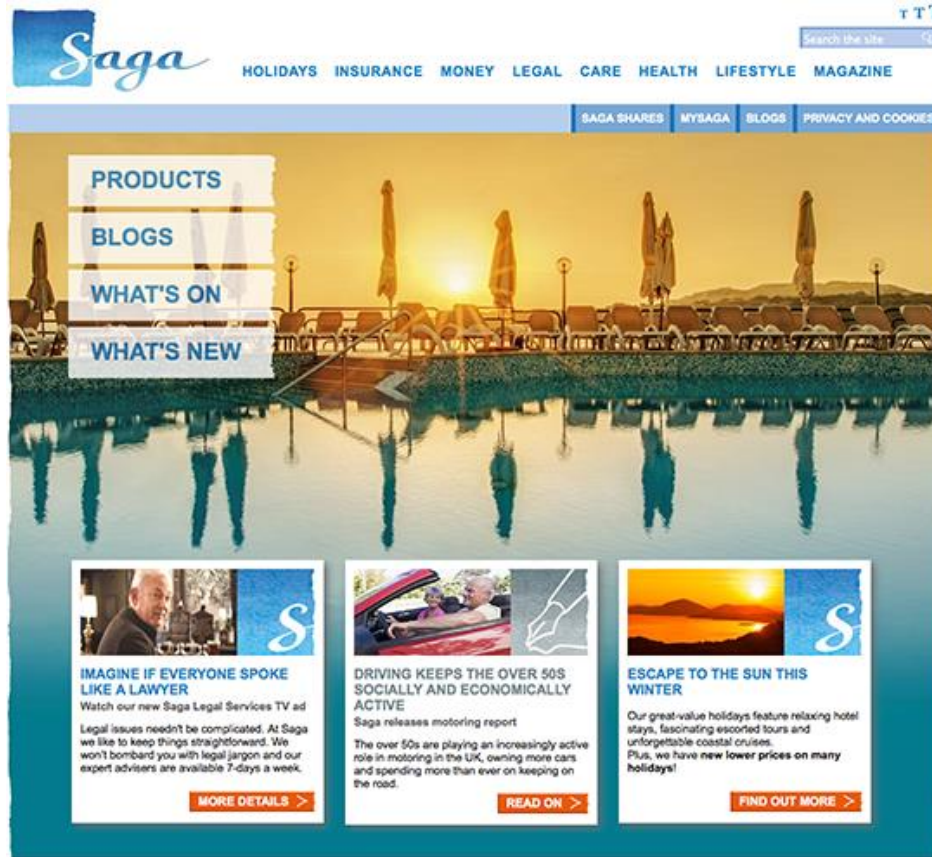 T T T
Saga
Search the site
HOLIDAYS INSURANCE MONEY LEGAL CARE HEALTH LIFESTYLE MAGAZINE
SAGA SHARES MYSAGA BLOGS PRIVACY AND COOKIES
PRODUCTS
BLOGS
WHAT'S ON
WHAT'S NEW
S
IMAGINE IF EVERYONE SPOKE
LIKE A LAWYER
Watch our new Saga Legal Services TV ad
Legal issues needn't be complicated. At Saga
we like to keep things straightforward. We
won't bombard you with legal jargon and our
expert advisers are available 7-days a week.
MORE DETAILS >
DRIVING KEEPS THE OVER 50S
SOCIALLY AND ECONOMICALLY
ACTIVE
Saga releases motoring report
The over 50s are playing an increasingly active
role in motoring in the UK, owning more cars
and spending more than ever on keeping on
the road.
READ ON >
S
ESCAPE TO THE SUN THIS
WINTER
Our great-value holidays feature relaxing hotel
stays, fascinating escorted tours and
unforgettable coastal cruises.
Plus, we have new lower prices on many
holidays!
FIND OUT MORE >